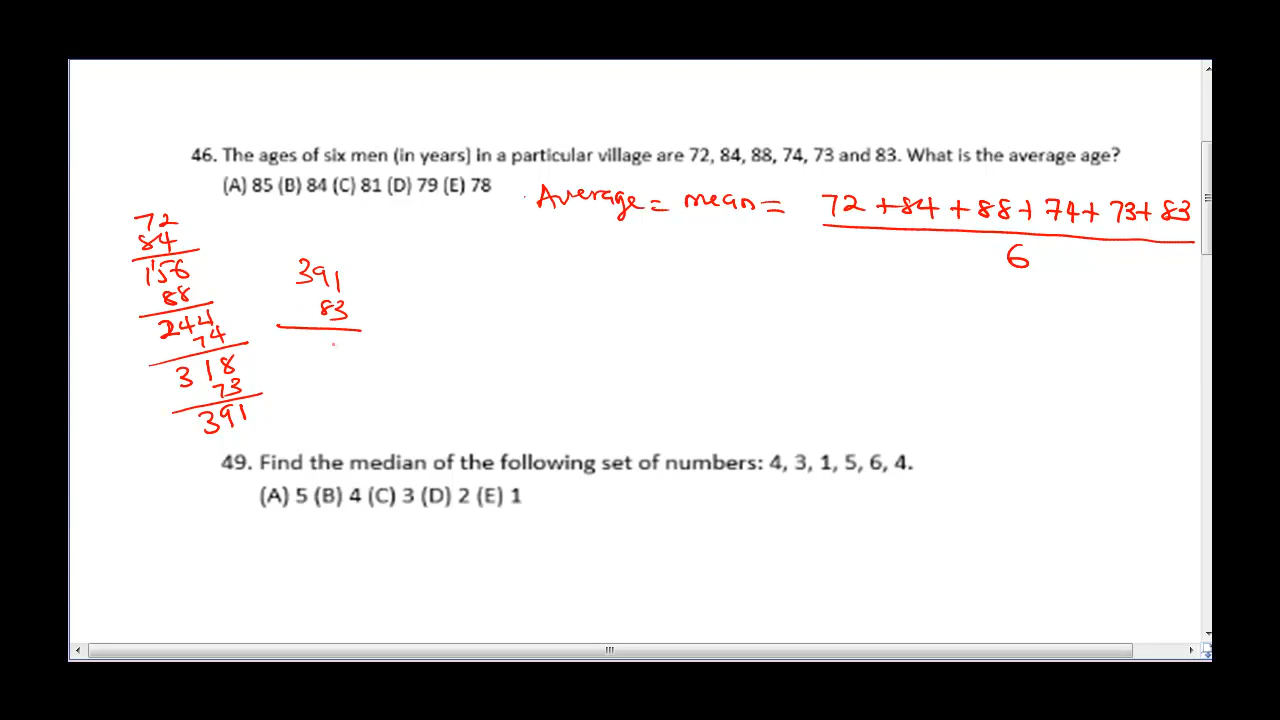 46. The ages of six men (in years) in a particular village are 72, 84, 88, 74, 73 and 83. What is the average age?
(A) 85 (B) 84 (C) 81 (D) 79 (E) 78
Average = mean = 72 + 84 + 88 + 74 + 73 + 83
6
72
84
156
88
244
74
318
73
391
391
83
49. Find the median of the following set of numbers: 4, 3, 1, 5, 6, 4.
(A) 5 (B) 4 (C) 3 (D) 2 (E) 1